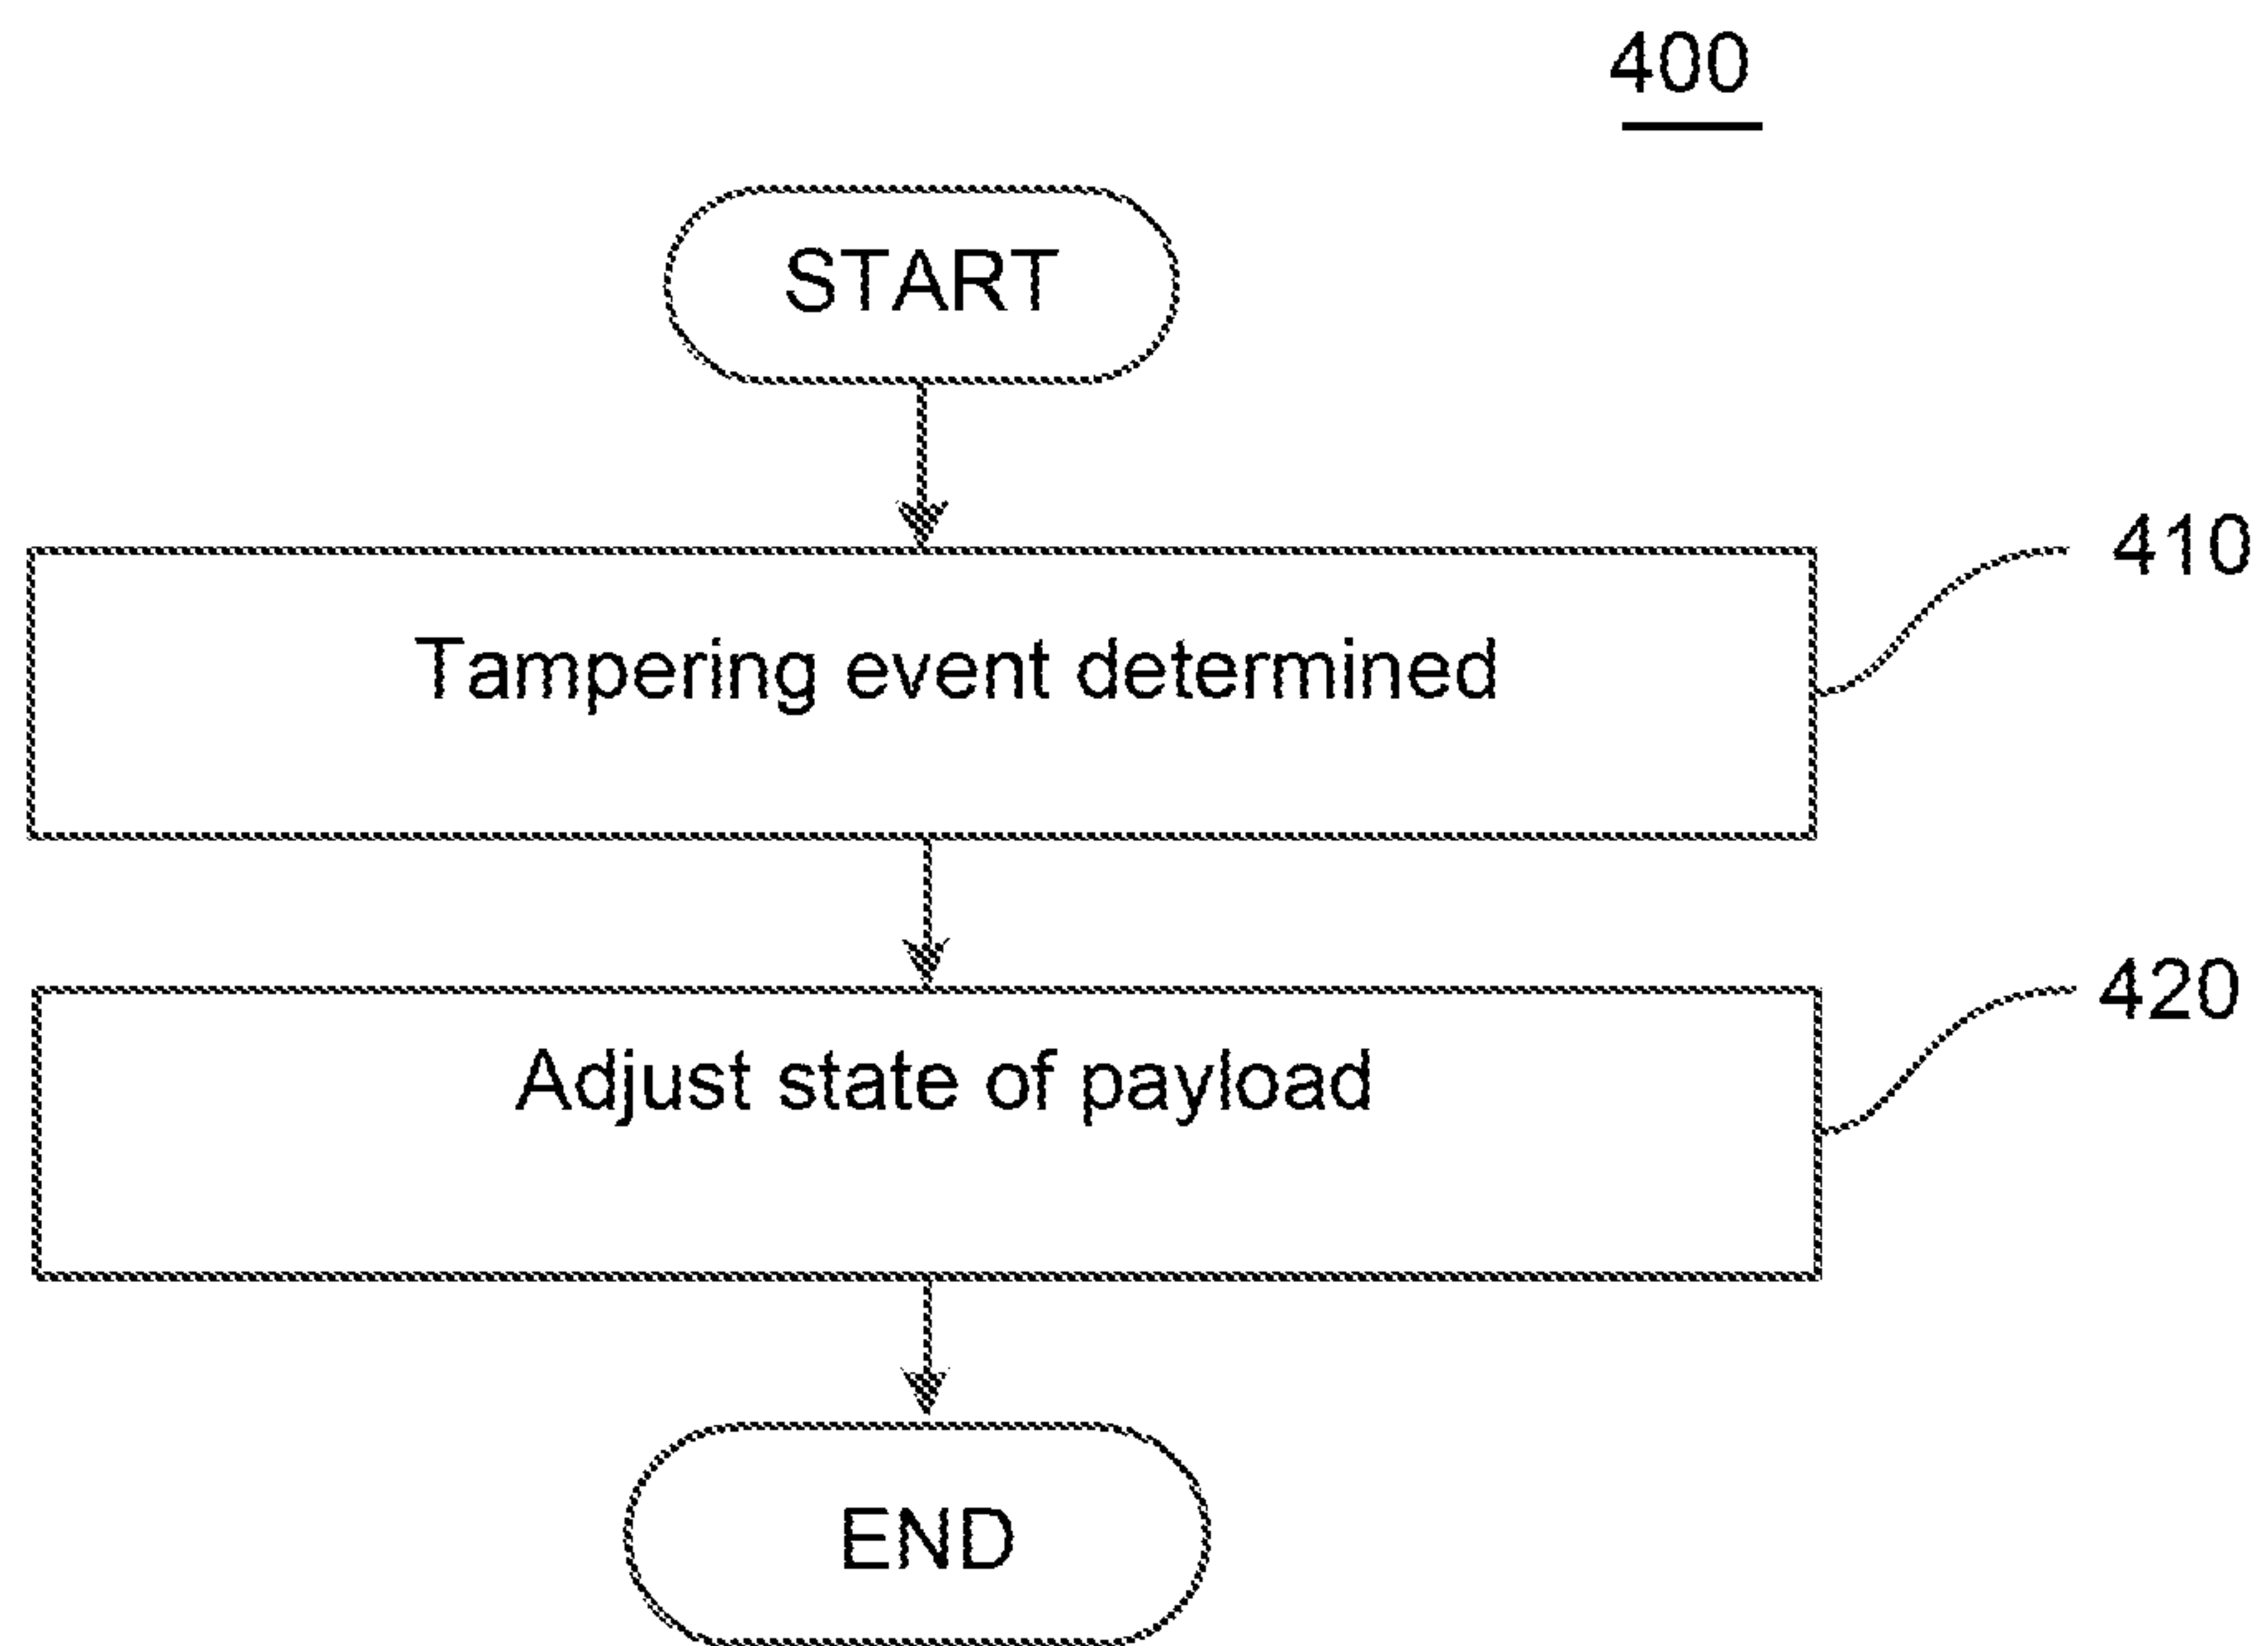 400
START
Tampering event determined
410
Adjust state of payload
420
END